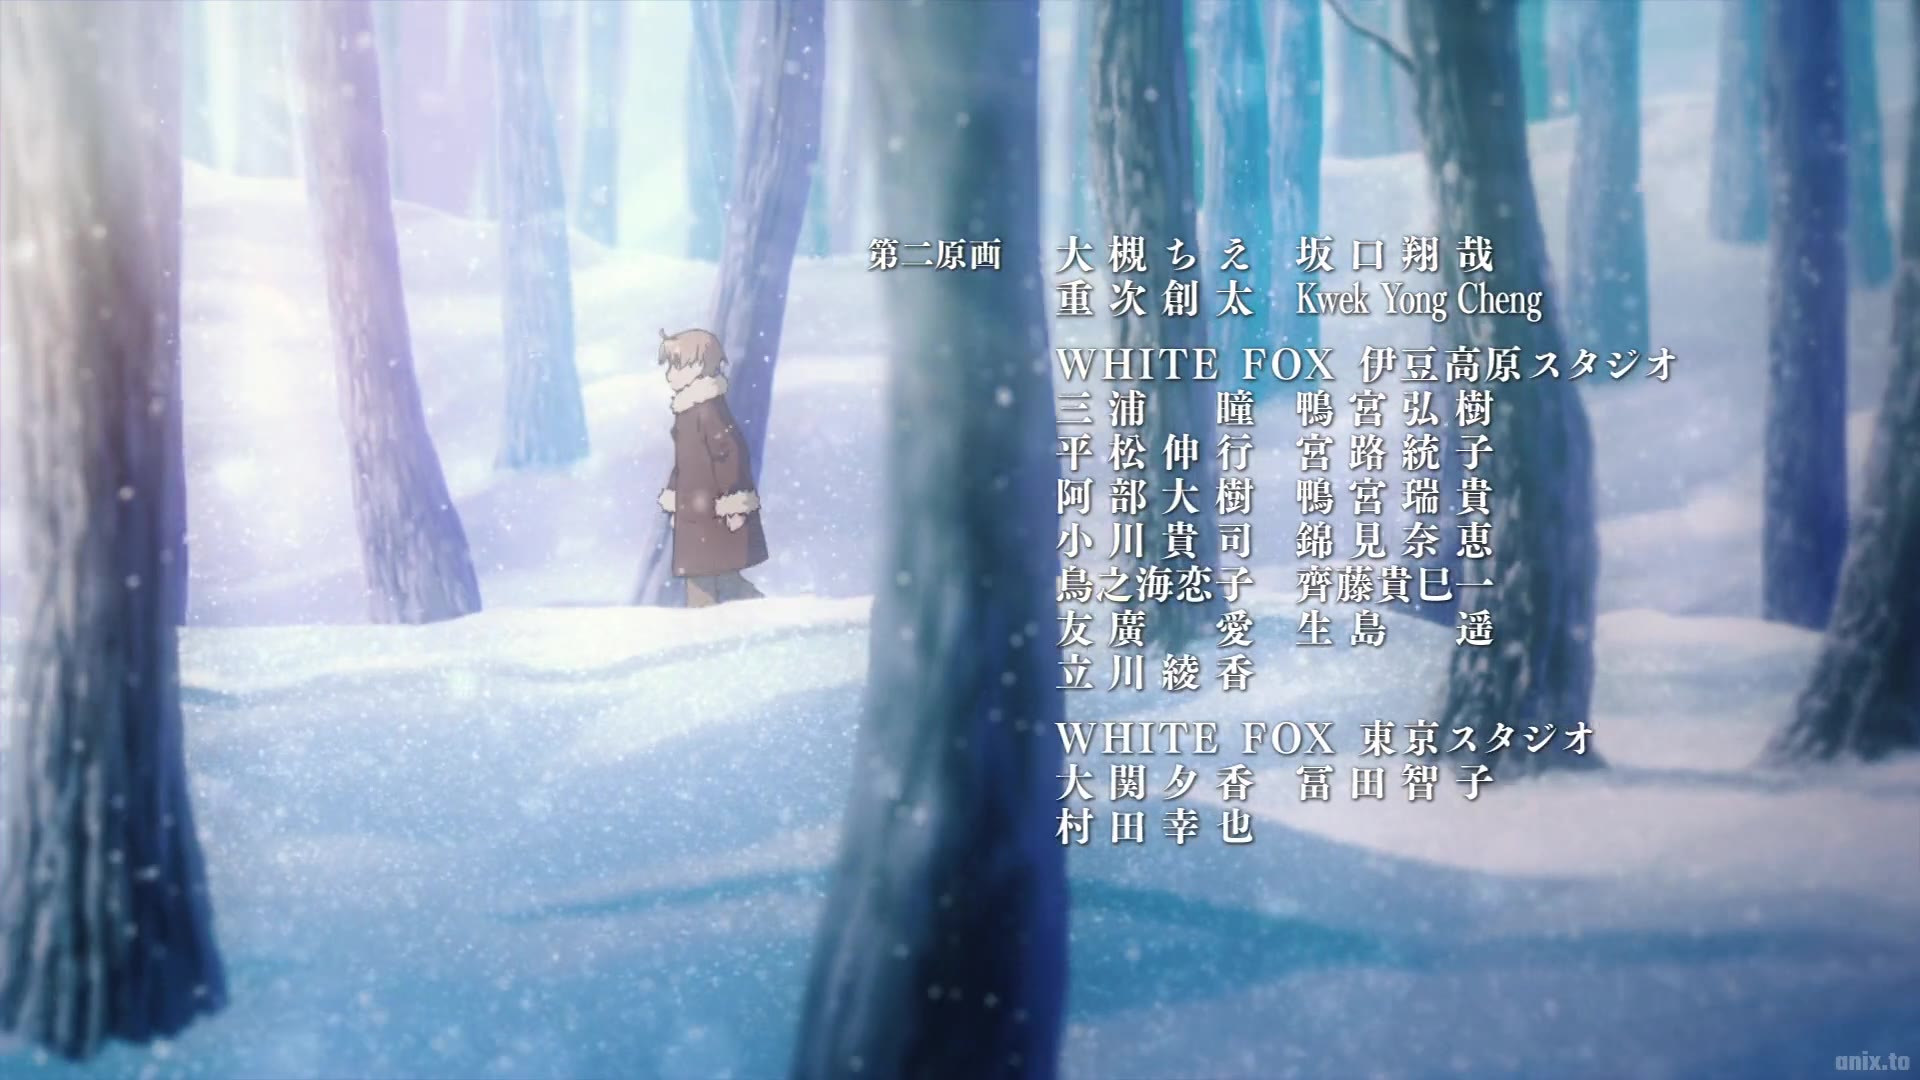 第二原画 大槻ちえ 坂口翔哉
重次創太 Kwek Yong Cheng
WHITE FOX 伊豆高原スタジオ
三浦 瞳 鴨宮弘樹
平松伸行 宮路統子
阿部大樹 鴨宮瑞貴
小川貴司 錦見奈恵
鳥之海恋子 齊藤貴巳一
友廣 愛 生島 遥
立川綾香
WHITE FOX 東京スタジオ
大関夕香 冨田智子
村田幸也
anix.to